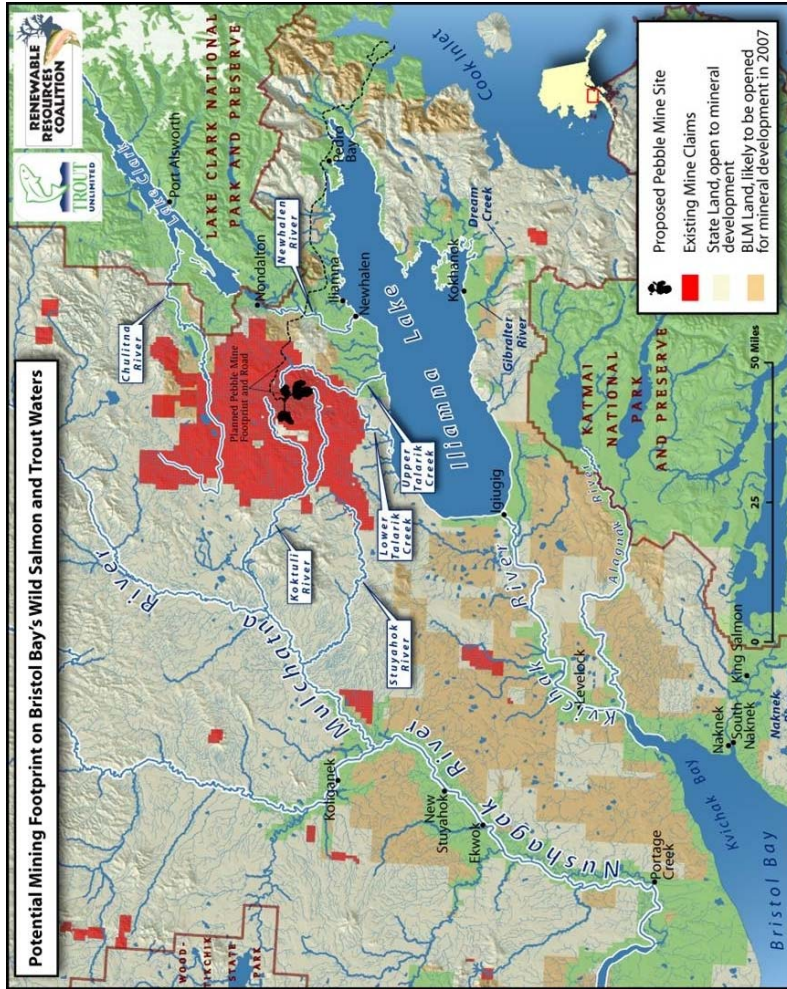 Potential Mining Footprint on Bristol Bay's Wild Salmon and Trout Waters
TROUT
UNLIMITED
RENEWABLE
RESOURCES
COALITION
WOOD-
TIKCHIK
STATE
PARK
Mulchatna River
Chulitna
River
Lake Clark
Port Alsworth
LAKE CLARK NATIONAL
PARK AND PRESERVE
Nondalton
Newhalen
River
Planned Pebble Mine
Footprint and Road
Koktuli
River
Stuyahok
River
Lower
Talarik
Creek
Upper
Talarik
Creek
Iliamna
Newhalen
Pedro
Bay
Iliamna Lake
Cook Inlet
Kokhanok
Dream
Creek
Gibralter
River
Igiugig
Koliganek
New
Stuyahok
Ekwok
Nushagak River
Portage
Creek
Kvichak River
Levelock
Alagnak River
KATMAI
NATIONAL
PARK
AND PRESERVE
King Salmon
Naknek
South
Naknek
Naknek
Kvichak Bay
Bristol Bay
0 25 50 Miles
Proposed Pebble Mine Site
Existing Mine Claims
State Land, open to mineral
development
BLM Land, likely to be opened
for mineral development in 2007